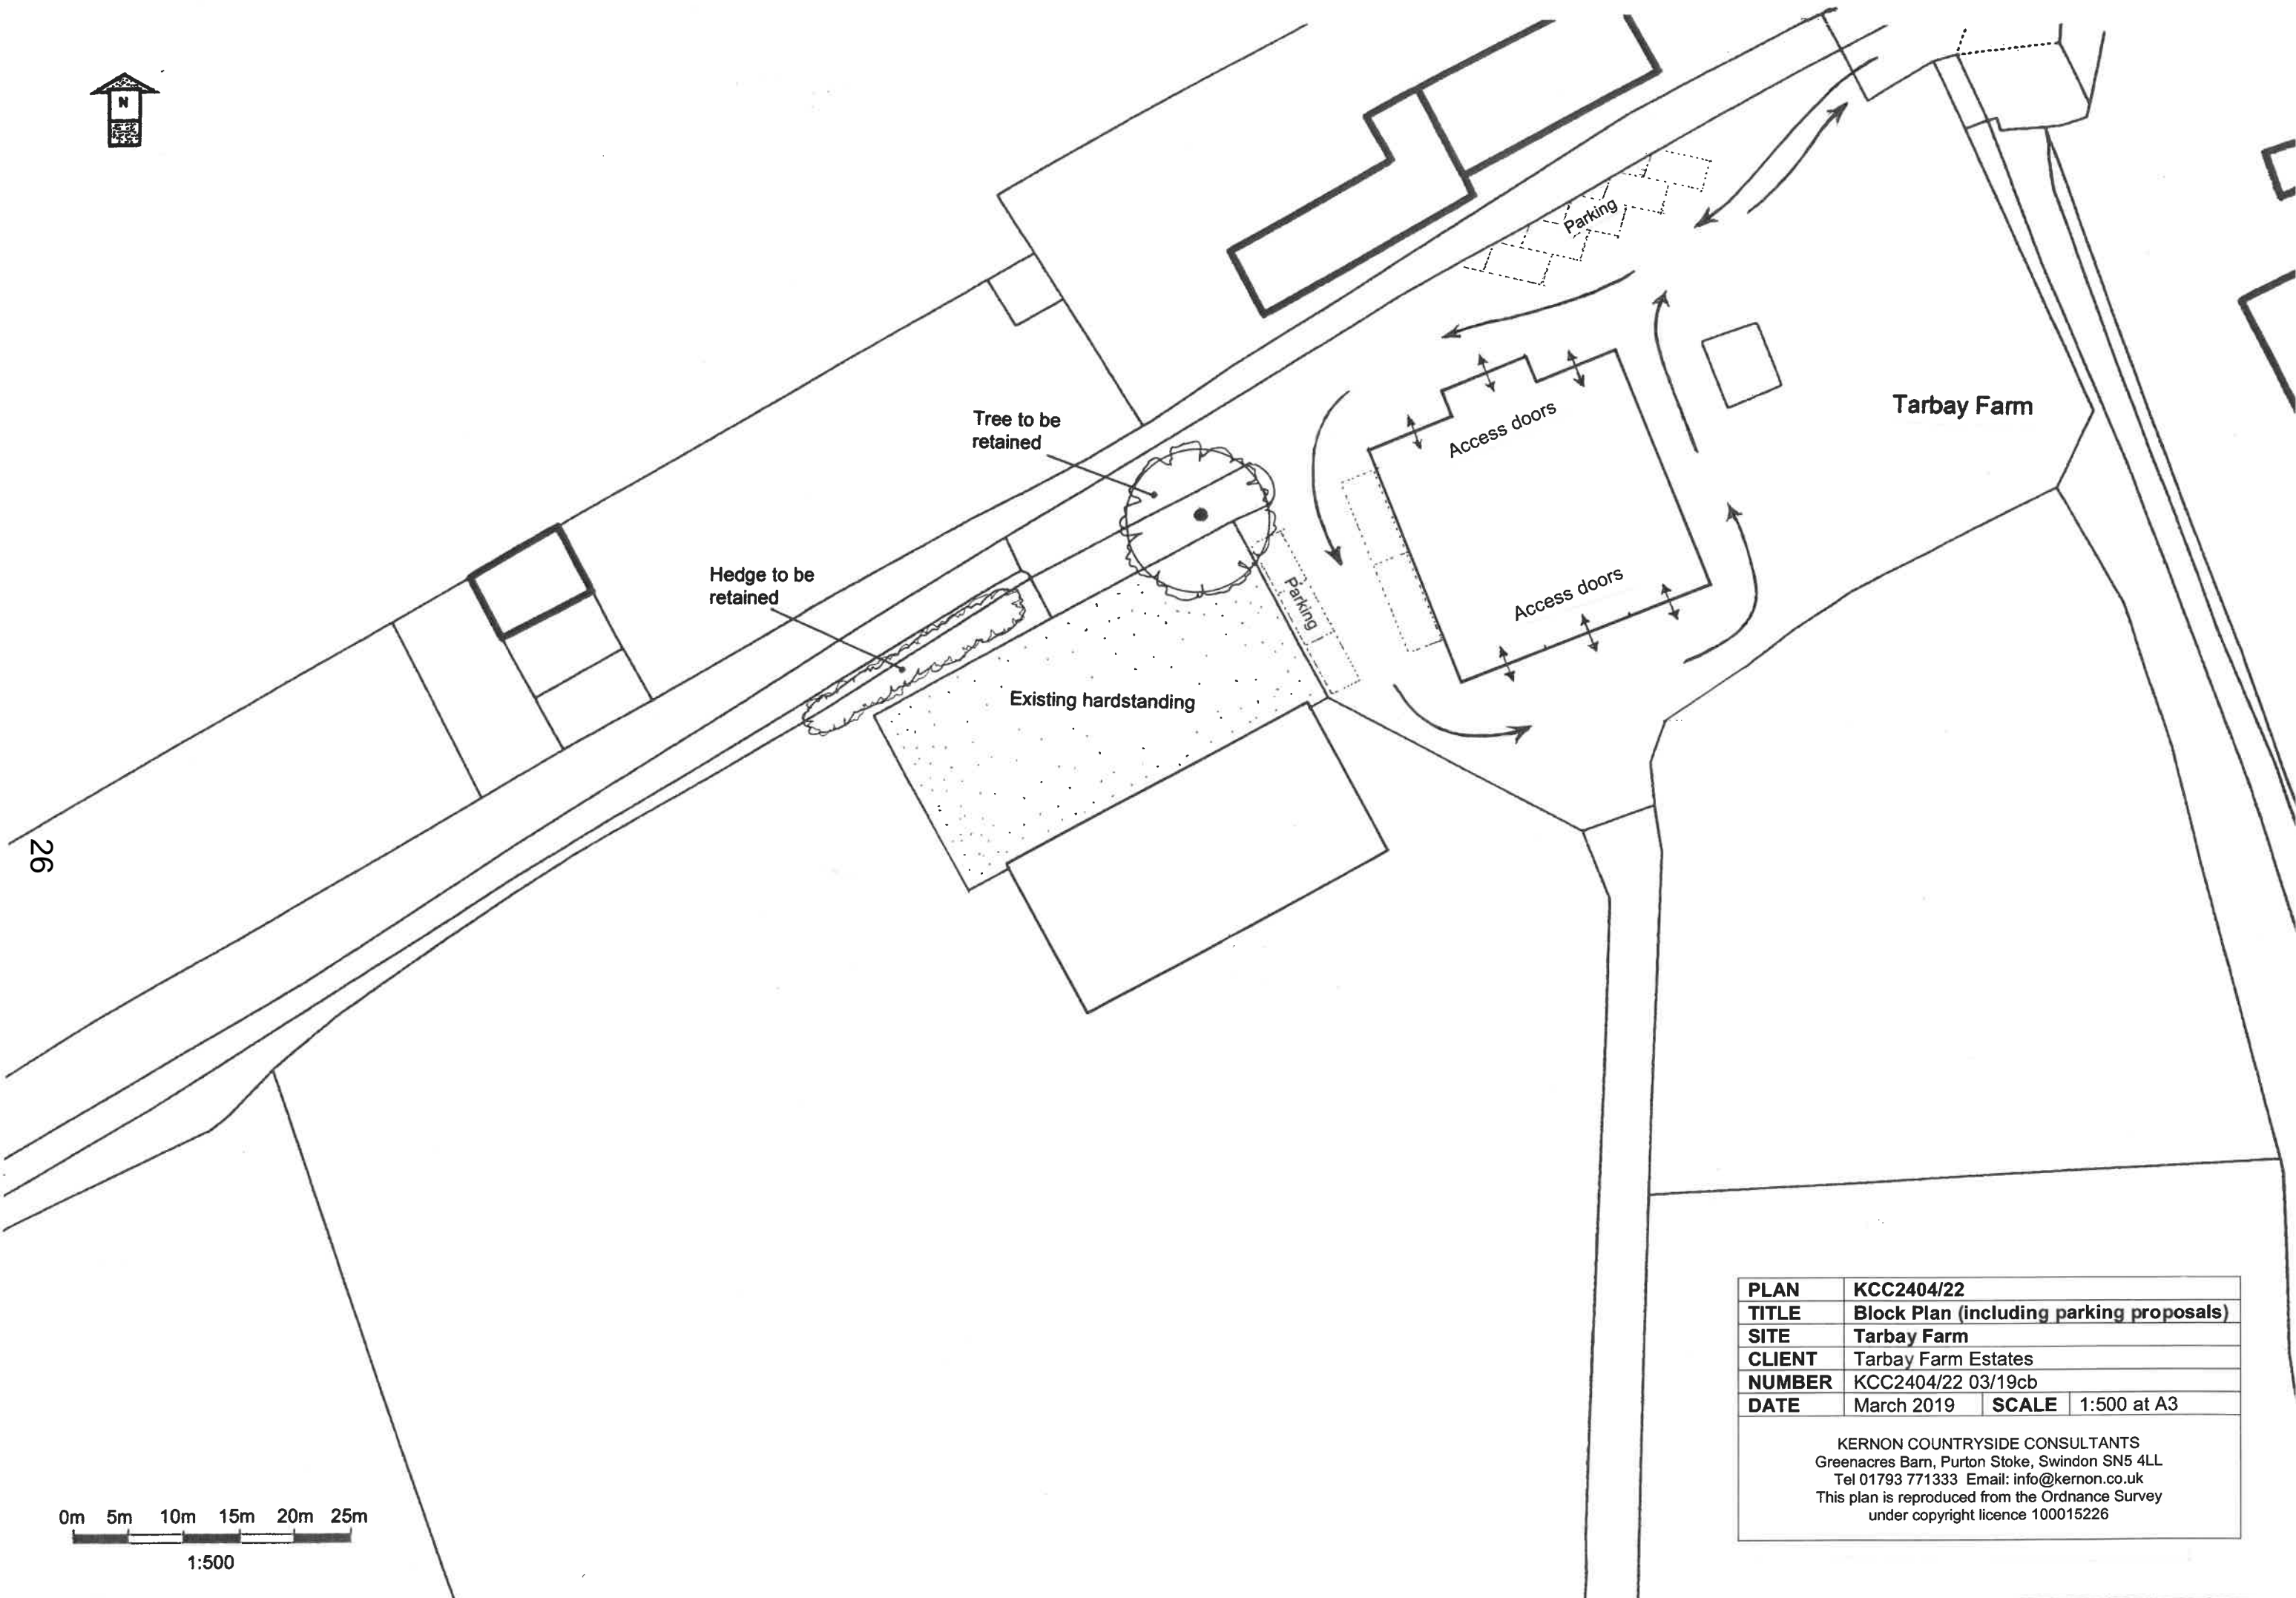 N
Parking
Tarbay Farm
Access doors
Tree to be
retained
Hedge to be
retained
Access doors
Parking
Existing hardstanding
26
PLAN KCC2404/22
TITLE Block Plan (including parking proposals)
SITE Tarbay Farm
CLIENT Tarbay Farm Estates
NUMBER KCC2404/22 03/19cb
DATE March 2019 SCALE 1:500 at A3
KERNON COUNTRYSIDE CONSULTANTS
Greenacres Barn, Purton Stoke, Swindon SN5 4LL
Tel 01793 771333 Email: info@kernon.co.uk
This plan is reproduced from the Ordnance Survey
under copyright licence 100015226
0m 5m 10m 15m 20m 25m
1:500